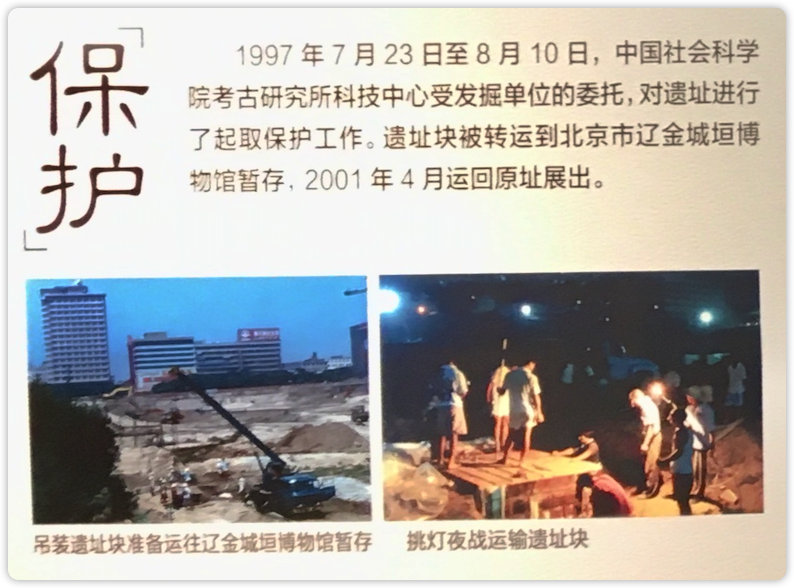 保护
1997 年 7 月 23 日至 8 月 10 日，中国社会科学
院考古研究所科技中心受发掘单位的委托，对遗址进行
了起取保护工作。遗址块被转运到北京市辽金城垣博
物馆暂存，2001 年 4 月运回原址展出。
吊装遗址块准备运往辽金城垣博物馆暂存
挑灯夜战运输遗址块